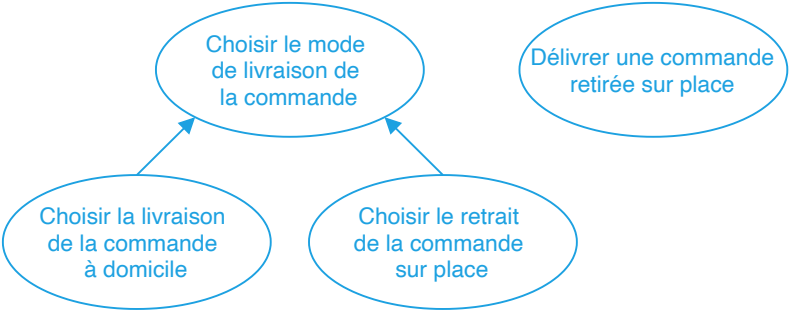 Choisir le mode
de livraison de
la commande
Délivrer une commande
retirée sur place
Choisir la livraison
de la commande
à domicile
Choisir le retrait
de la commande
sur place